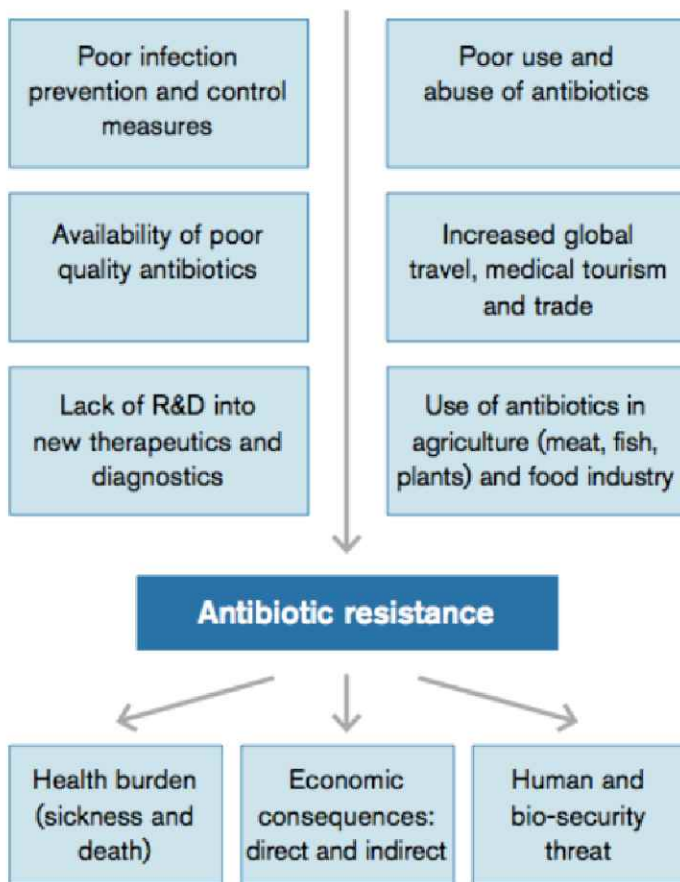 Poor infection
prevention and control
measures
Poor use and
abuse of antibiotics
Availability of poor
quality antibiotics
Increased global
travel, medical tourism
and trade
Lack of R&D into
new therapeutics and
diagnostics
Use of antibiotics in
agriculture (meat, fish,
plants) and food industry
Antibiotic resistance
Health burden
(sickness and
death)
Economic
consequences:
direct and indirect
Human and
bio-security
threat